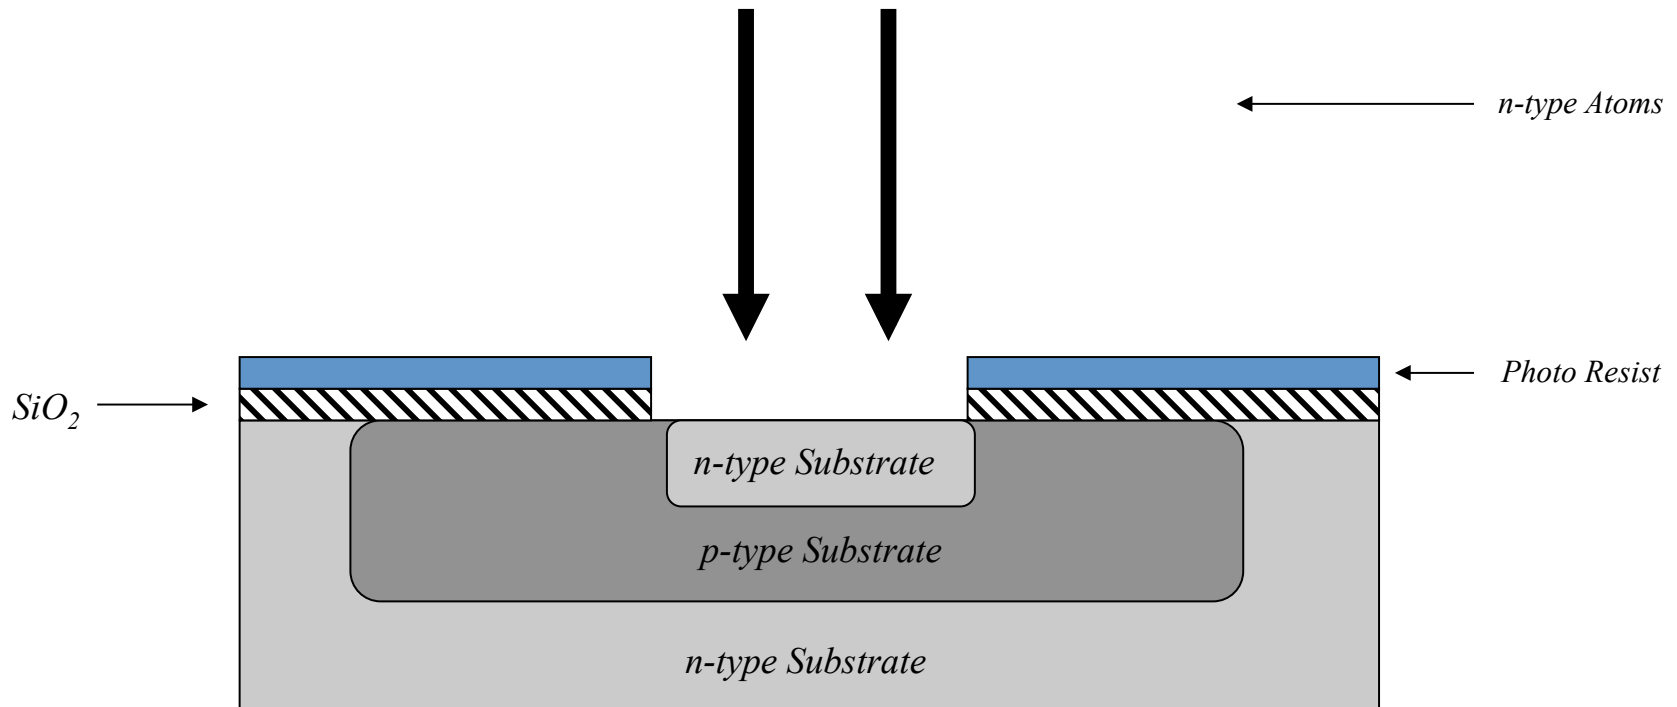 n-type Atoms
Photo Resist
SiO₂
n-type Substrate
p-type Substrate
n-type Substrate